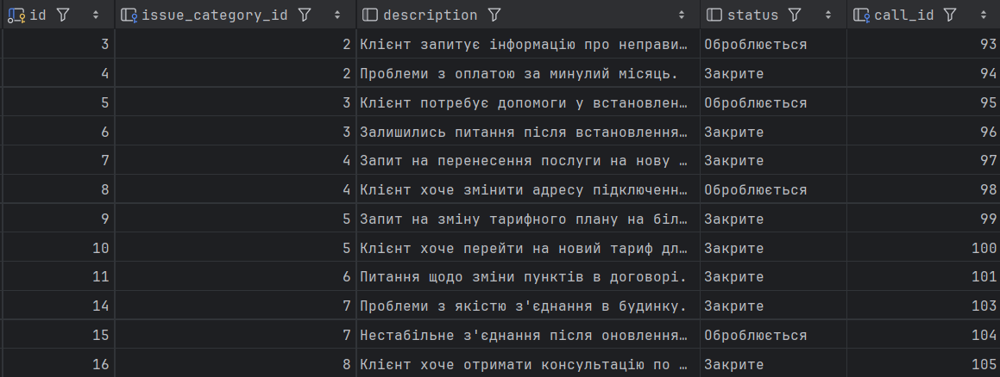 id issue_category_id description status call_id
3 2 Клієнт запитує інформацію про неправи… Оброблюється 93
4 2 Проблеми з оплатою за минулий місяць. Закрите 94
5 3 Клієнт потребує допомоги у встановлен… Оброблюється 95
6 3 Залишились питання після встановлення… Закрите 96
7 4 Запит на перенесення послуги на нову … Закрите 97
8 4 Клієнт хоче змінити адресу підключенн… Оброблюється 98
9 5 Запит на зміну тарифного плану на біл… Закрите 99
10 5 Клієнт хоче перейти на новий тариф дл… Закрите 100
11 6 Питання щодо зміни пунктів в договорі. Закрите 101
14 7 Проблеми з якістю з'єднання в будинку. Закрите 103
15 7 Нестабільне з'єднання після оновлення… Оброблюється 104
16 8 Клієнт хоче отримати консультацію по … Закрите 105